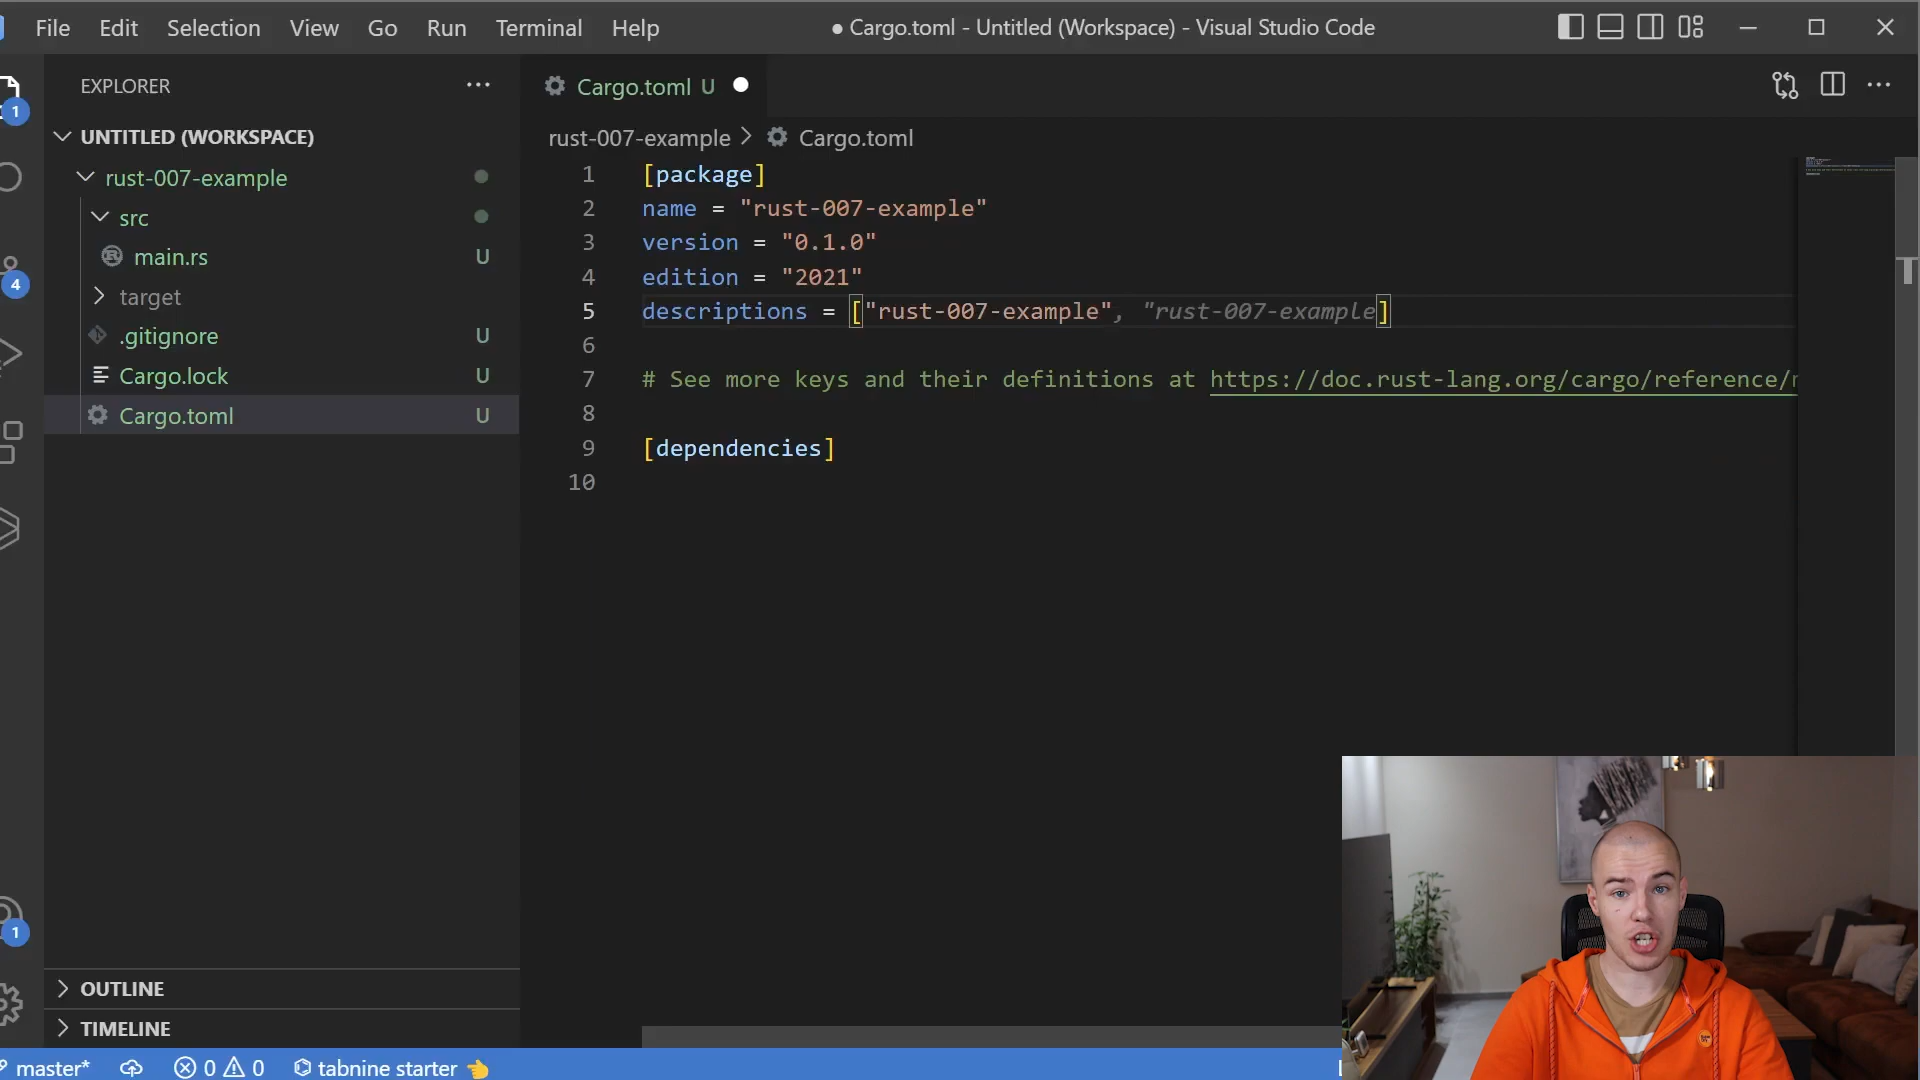 File Edit Selection View Go Run Terminal Help
● Cargo.toml - Untitled (Workspace) - Visual Studio Code
EXPLORER
Cargo.toml U
1
UNTITLED (WORKSPACE)
rust-007-example > Cargo.toml
rust-007-example
src
main.rs U
4
target
.gitignore U
Cargo.lock U
Cargo.toml U
1 [package]
2 name = "rust-007-example"
3 version = "0.1.0"
4 edition = "2021"
5 descriptions = ["rust-007-example", "rust-007-example]
6
7 # See more keys and their definitions at https://doc.rust-lang.org/cargo/reference/
8
9 [dependencies]
10
1
OUTLINE
TIMELINE
master* 0 0 tabnine starter